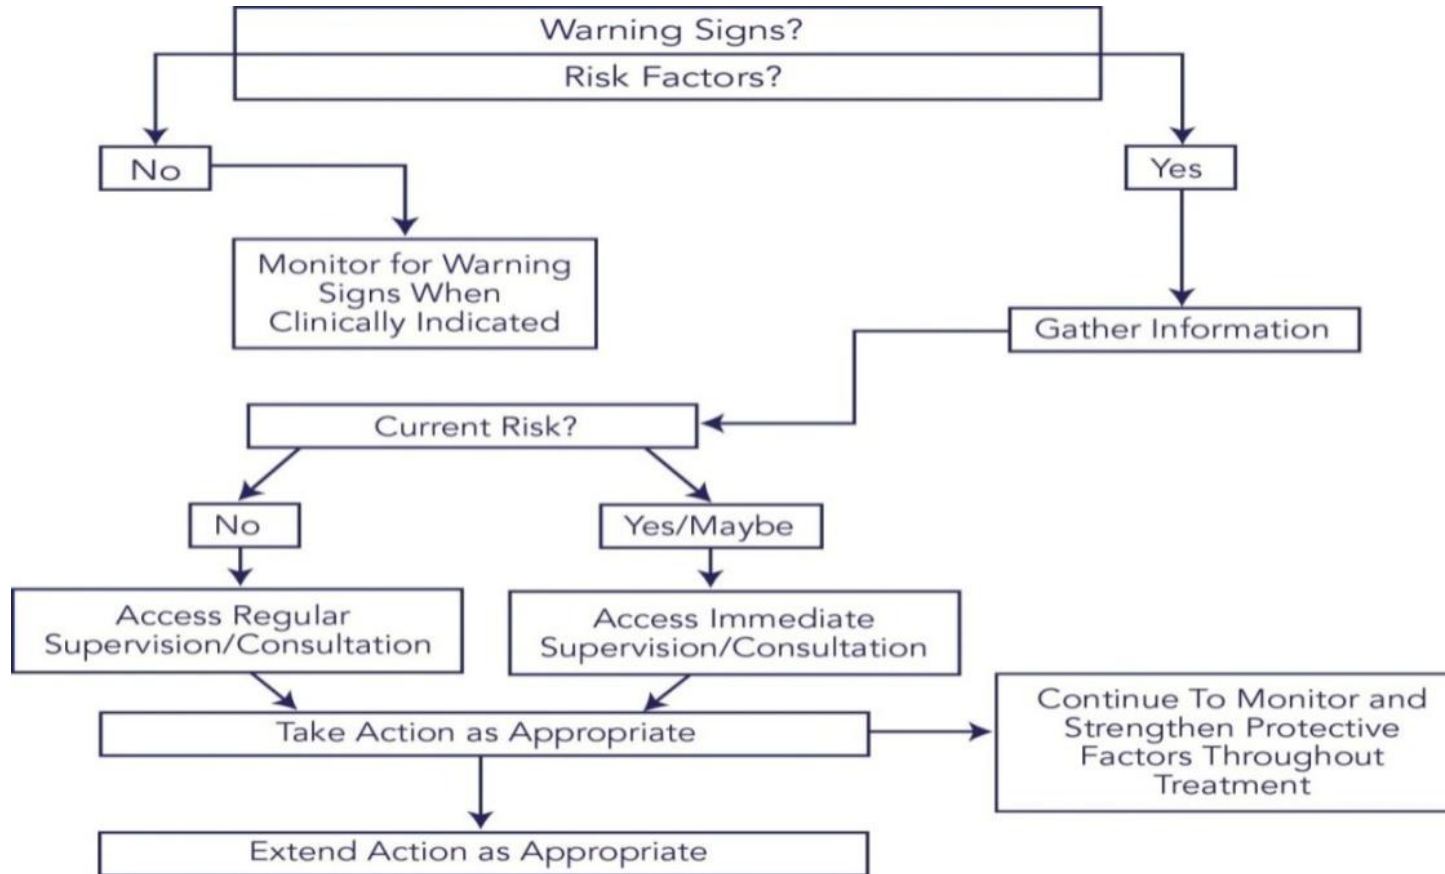 Warning Signs?
Risk Factors?
No
Yes
Monitor for Warning
Signs When
Clinically Indicated
Gather Information
Current Risk?
No
Yes/Maybe
Access Regular
Supervision/Consultation
Access Immediate
Supervision/Consultation
Take Action as Appropriate
Continue To Monitor and
Strengthen Protective
Factors Throughout
Treatment
Extend Action as Appropriate